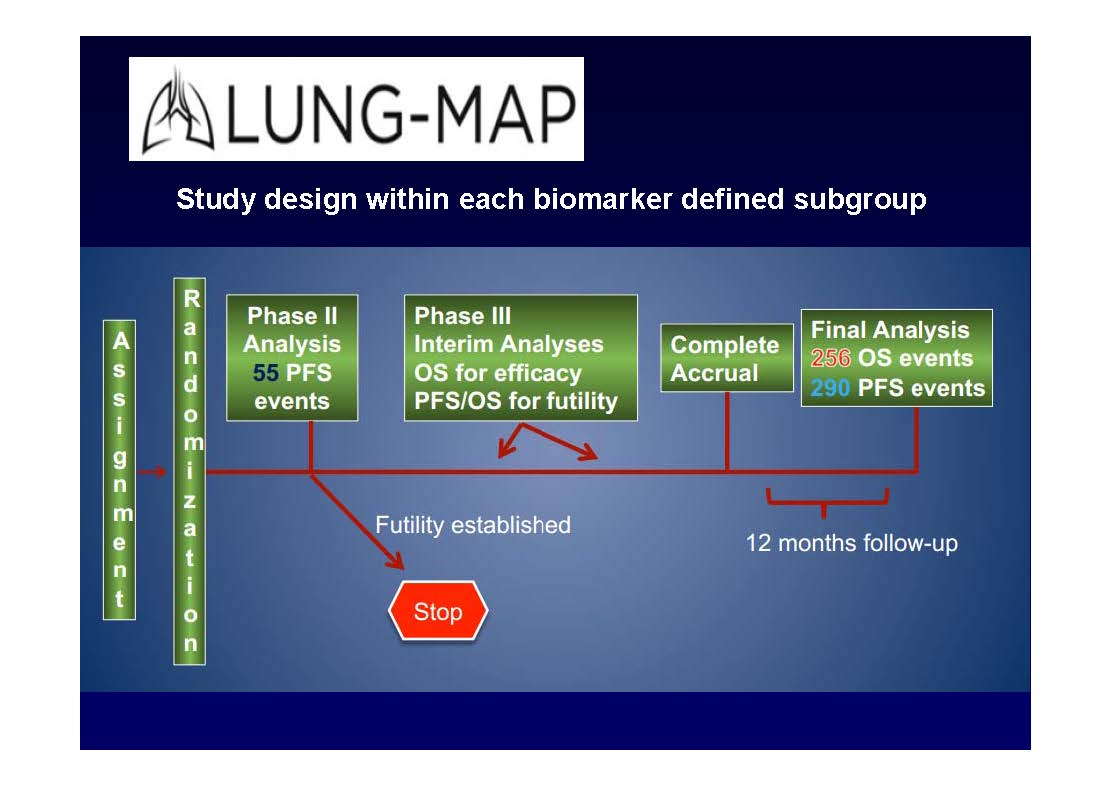 LUNG-MAP
Study design within each biomarker defined subgroup
Assignment
Randomization
Phase II
Analysis
55 PFS
events
Phase III
Interim Analyses
OS for efficacy
PFS/OS for futility
Complete
Accrual
Final Analysis
256 OS events
290 PFS events
Futility established
12 months follow-up
Stop